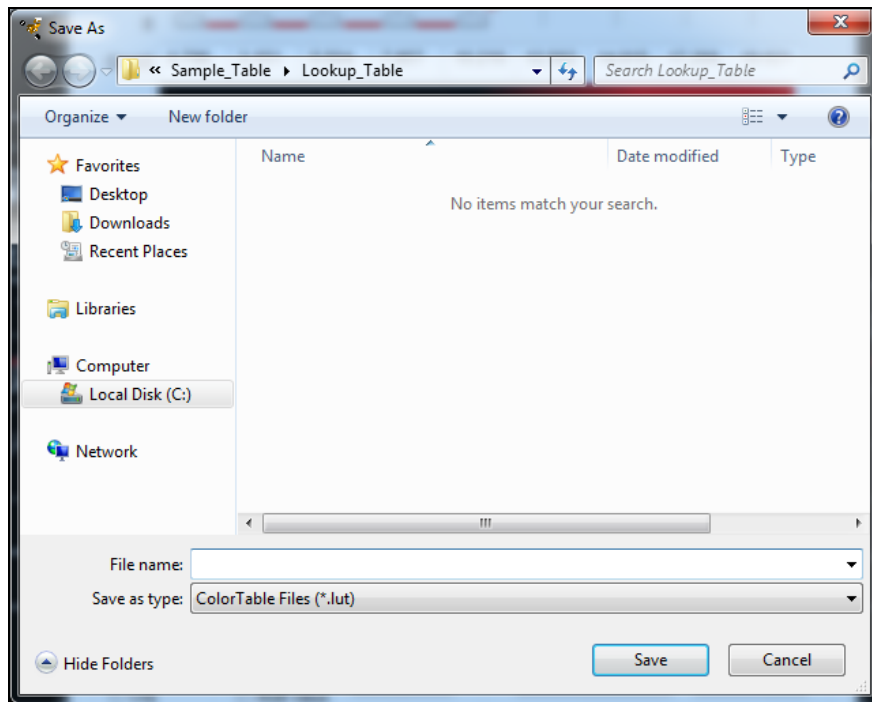 Save As
« Sample_Table Lookup_Table
Search Lookup_Table
Organize New folder
Name Date modified Type
No items match your search.
Favorites
Desktop
Downloads
Recent Places
Libraries
Computer
Local Disk (C:)
Network
File name:
Save as type: ColorTable Files (*.lut)
Hide Folders Save Cancel